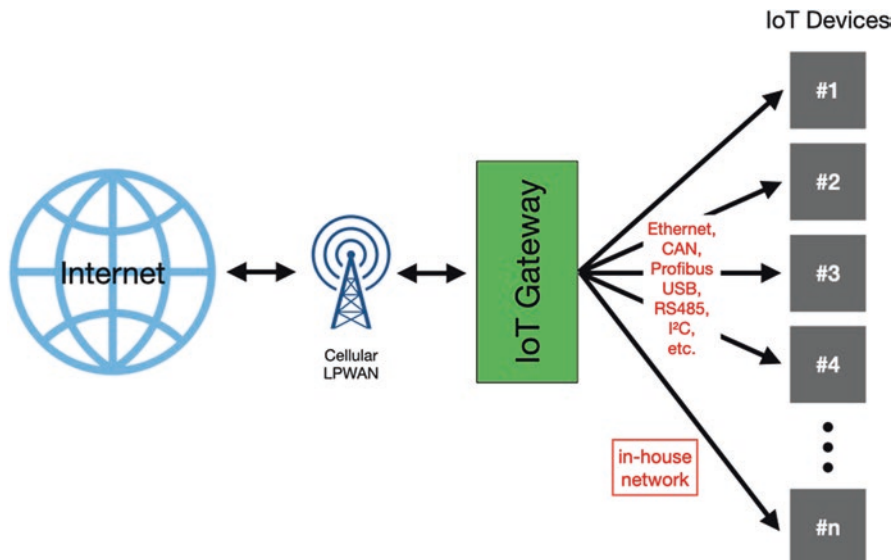 IoT Devices
Internet
Cellular
LPWAN
IoT Gateway
Ethernet,
CAN,
Profibus
USB,
RS485,
I²C,
etc.
in-house
network
#1
#2
#3
#4
#n